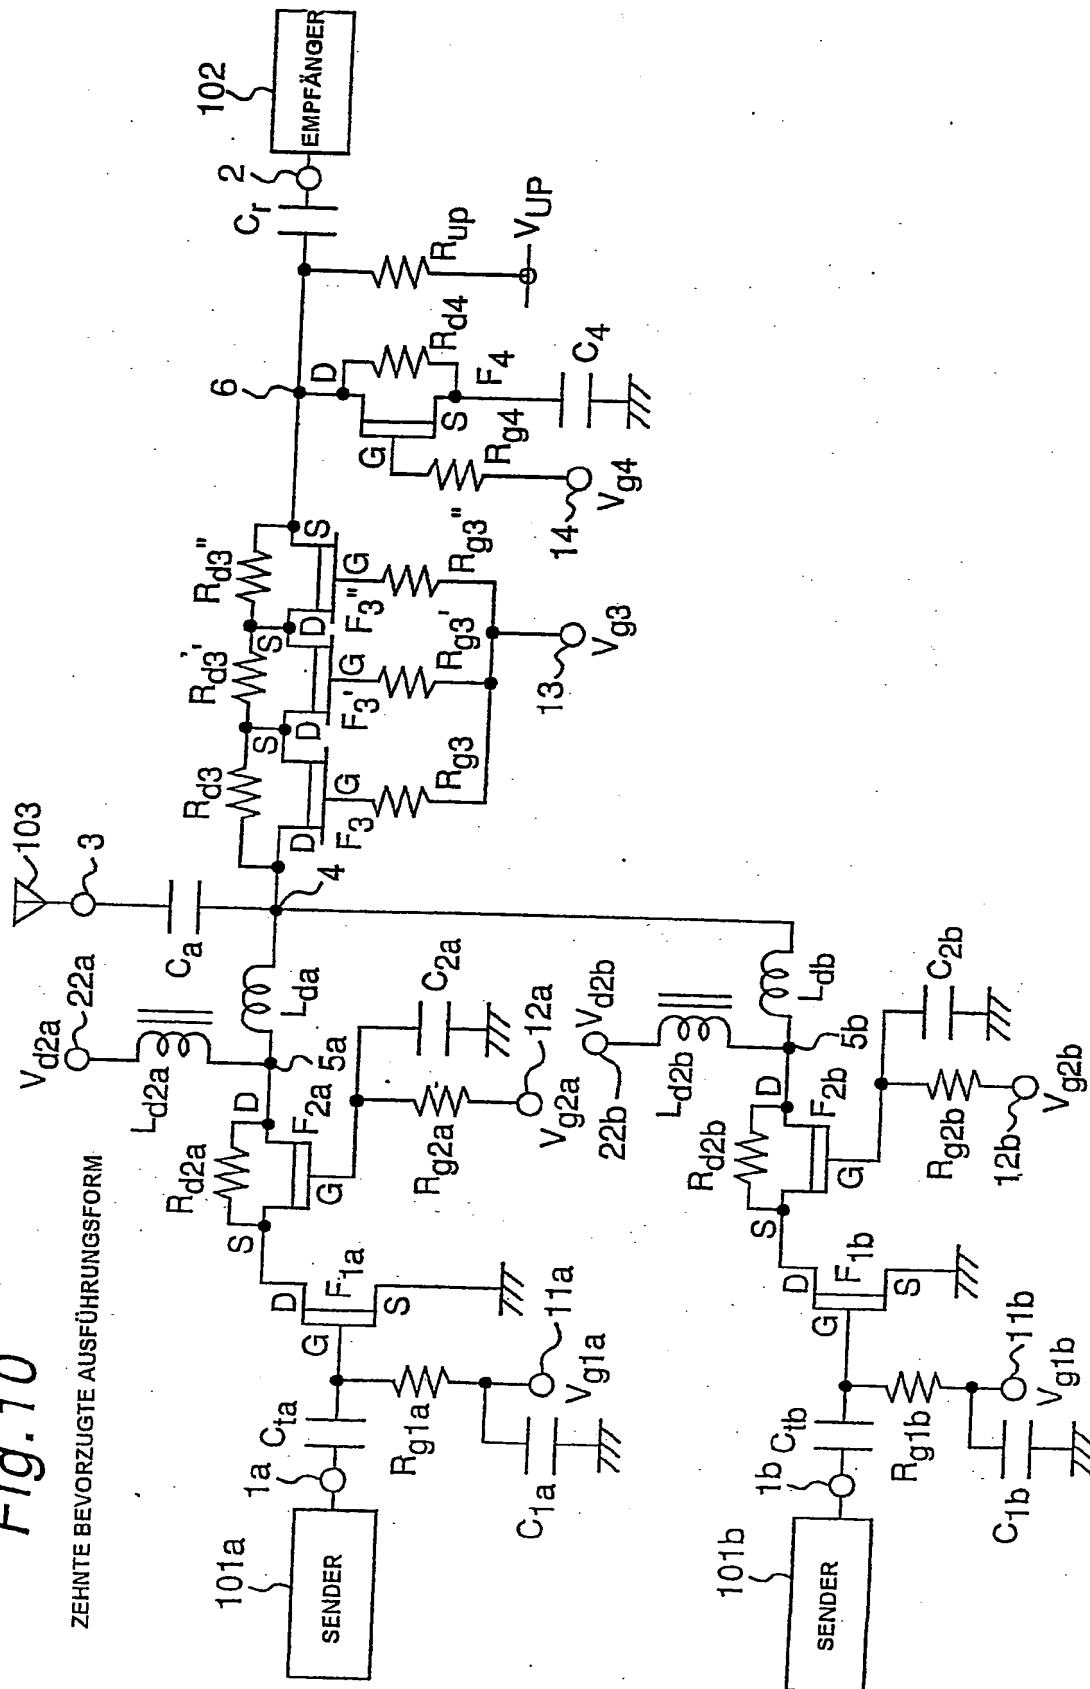 Fig.10
ZEHNTE BEVORZUGTE AUSFÜHRUNGSFORM
103
3
Ca
4
Vd2a
22a
Ld2a
Lda
5a
Rd2a
D
S
F2a
G
C2a
Rg2a
12a
Vg2a
D
F1a
G
S
101a
SENDER
1a
Cta
Rg1a
C1a
11a
Vg1a
Rd3
Rd3'
Rd3"
D
S
D
S
D
S
F3
G
F3'
G
F3"
G
Rg3
Rg3'
Rg3"
13
Vg3
6
D
Rd4
G
S
F4
Rg4
C4
14
Vg4
Rup
VUP
Cr
2
102
EMPFÄNGER
Vd2b
22b
Ld2b
Ldb
5b
Rd2b
D
S
F2b
G
C2b
Rg2b
12b
Vg2b
D
F1b
G
S
101b
SENDER
1b
Ctb
Rg1b
C1b
11b
Vg1b